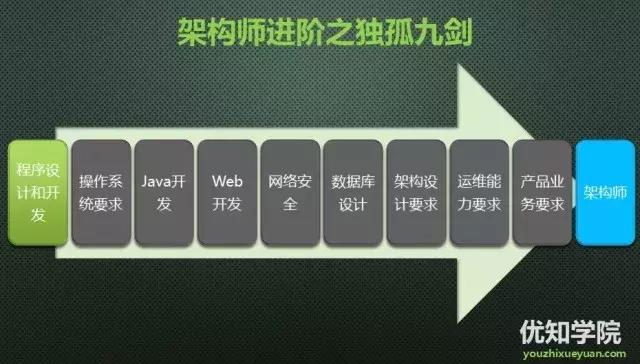 架构师进阶之独孤九剑
程序设
计和开
发
操作系
统要求
Java开
发
Web
开发
网络安
全
数据库
设计
架构设
计要求
运维能
力要求
产品业
务要求
架构师
优知学院
youzhixueyuan.com